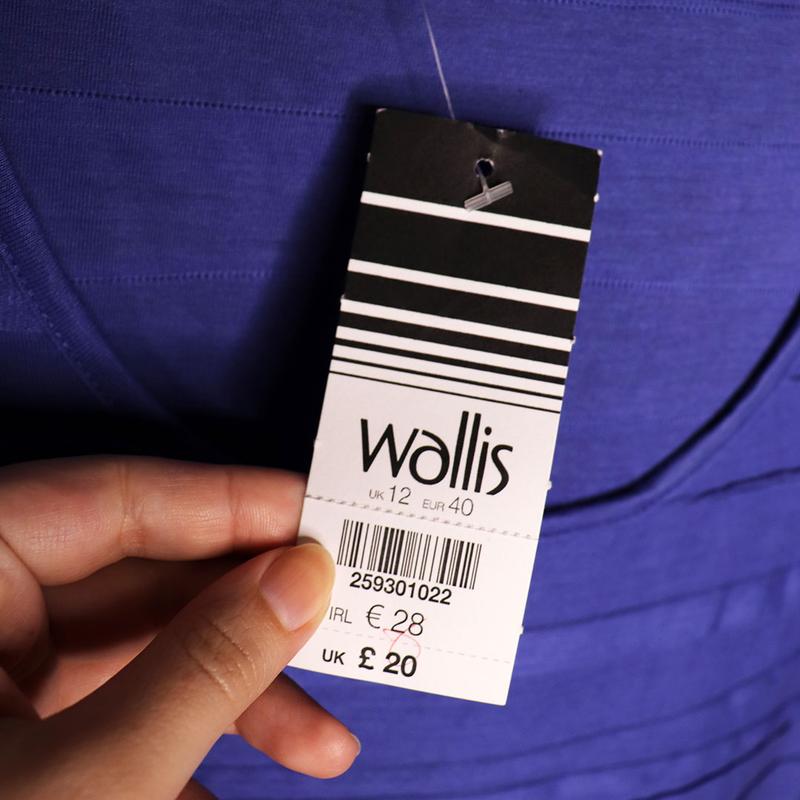 wallis
UK 12 EUR 40
259301022
IRL € 28
UK £ 20